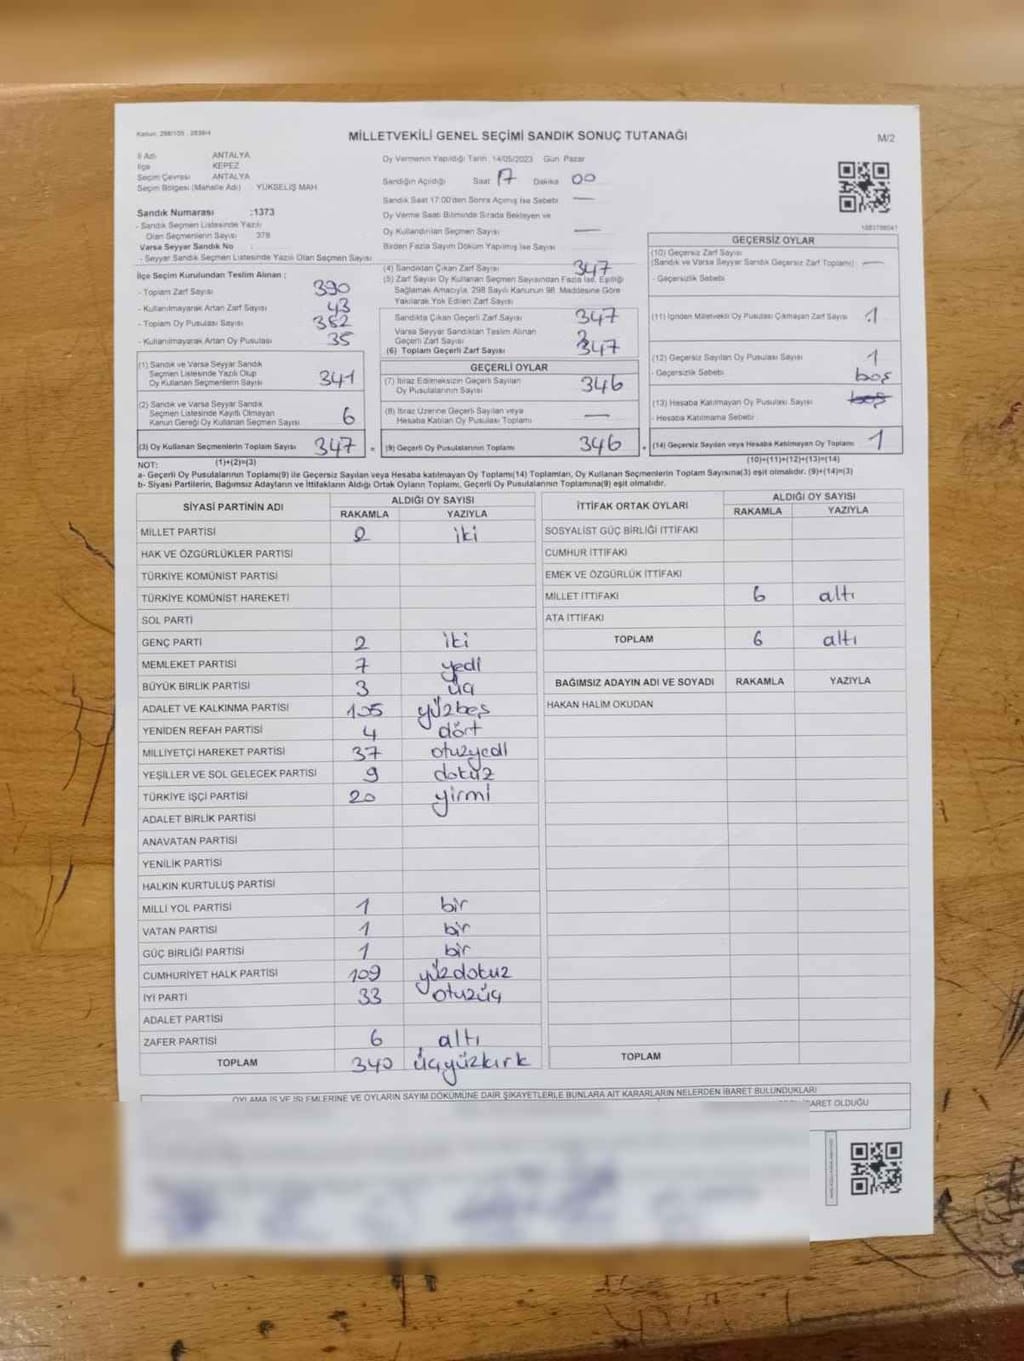 Kanun: 298/105 , 2839/4
MİLLETVEKİLİ GENEL SEÇİMİ SANDIK SONUÇ TUTANAĞI
M/2
İl Adı ANTALYA
İlçe KEPEZ
Seçim Çevresi ANTALYA
Seçim Bölgesi (Mahalle Adı) YÜKSELİŞ MAH.
Sandık Numarası :1373
- Sandık Seçmen Listesinde Yazılı
Olan Seçmenlerin Sayısı 378
Varsa Seyyar Sandık No
- Seyyar Sandık Seçmen Listesinde Yazılı Olan Seçmen Sayısı
Oy Vermenin Yapıldığı Tarih: 14/05/2023 Gün Pazar
Sandığın Açıldığı Saat 17 Dakika 00
Sandık Saat 17.00'den Sonra Açılmış İse Sebebi —
Oy Verme Saati Bitiminde Sırada Bekleyen ve
Oy Kullandırılan Seçmen Sayısı —
Birden Fazla Sayım Döküm Yapılmış İse Sayısı
İlçe Seçim Kurulundan Teslim Alınan ;
- Toplam Zarf Sayısı 390
- Kullanılmayarak Artan Zarf Sayısı 43
- Toplam Oy Pusulası Sayısı 382
- Kullanılmayarak Artan Oy Pusulası 35
(1) Sandık ve Varsa Seyyar Sandık
Seçmen Listesinde Yazılı Olup
Oy Kullanan Seçmenlerin Sayısı 341
(2) Sandık ve Varsa Seyyar Sandık
Seçmen Listesinde Kayıtlı Olmayan
Kanun Gereği Oy Kullanan Seçmen Sayısı 6
(3) Oy Kullanan Seçmenlerin Toplam Sayısı 347
(4) Sandıktan Çıkan Zarf Sayısı 347
(5) Zarf Sayısı Oy Kullanan Seçmen Sayısından Fazla İse, Eşitliği
Sağlamak Amacıyla, 298 Sayılı Kanunun 98. Maddesine Göre
Yakılarak Yok Edilen Zarf Sayısı
Sandıkta Çıkan Geçerli Zarf Sayısı 347
Varsa Seyyar Sandıktan Teslim Alınan
Geçerli Zarf Sayısı
(6) Toplam Geçerli Zarf Sayısı 347
GEÇERLİ OYLAR
(7) İtiraz Edilmeksizin Geçerli Sayılan
Oy Pusulalarının Sayısı 346
(8) İtiraz Üzerine Geçerli Sayılan veya
Hesaba Katılan Oy Pusulası Toplamı —
= (9) Geçerli Oy Pusulalarının Toplamı 346
GEÇERSİZ OYLAR
(10) Geçersiz Zarf Sayısı
(Sandık ve Varsa Seyyar Sandık Geçersiz Zarf Toplamı) —
- Geçersizlik Sebebi
(11) İçinden Milletvekili Oy Pusulası Çıkmayan Zarf Sayısı
(12) Geçersiz Sayılan Oy Pusulası Sayısı 1
- Geçersizlik Sebebi boş
(13) Hesaba Katılmayan Oy Pusulası Sayısı
- Hesaba Katılmama Sebebi
+ (14) Geçersiz Sayılan veya Hesaba Katılmayan Oy Toplamı 1
NOT: (1)+(2)=(3)
(10)+(11)+(12)+(13)=(14)
a- Geçerli Oy Pusulalarının Toplamı(9) ile Geçersiz Sayılan veya Hesaba katılmayan Oy Toplamı(14) Toplamları, Oy Kullanan Seçmenlerin Toplam Sayısına(3) eşit olmalıdır. (9)+(14)=(3)
b- Siyasi Partilerin, Bağımsız Adayların ve İttifakların Aldığı Ortak Oyların Toplamı, Geçerli Oy Pusulalarının Toplamına(9) eşit olmalıdır.
SİYASİ PARTİNİN ADI ALDIĞI OY SAYISI
RAKAMLA YAZIYLA
MİLLET PARTİSİ 2 iki
HAK VE ÖZGÜRLÜKLER PARTİSİ
TÜRKİYE KOMÜNİST PARTİSİ
TÜRKİYE KOMÜNİST HAREKETİ
SOL PARTİ
GENÇ PARTİ 2 iki
MEMLEKET PARTİSİ 7 yedi
BÜYÜK BİRLİK PARTİSİ 3 üç
ADALET VE KALKINMA PARTİSİ 105 yüzbeş
YENİDEN REFAH PARTİSİ 4 dört
MİLLİYETÇİ HAREKET PARTİSİ 37 otuzyedi
YEŞİLLER VE SOL GELECEK PARTİSİ 9 dokuz
TÜRKİYE İŞÇİ PARTİSİ 20 yirmi
ADALET BİRLİK PARTİSİ
ANAVATAN PARTİSİ
YENİLİK PARTİSİ
HALKIN KURTULUŞ PARTİSİ
MİLLİ YOL PARTİSİ 1 bir
VATAN PARTİSİ 1 bir
GÜÇ BİRLİĞİ PARTİSİ 1 bir
CUMHURİYET HALK PARTİSİ 109 yüzdokuz
İYİ PARTİ 33 otuzüç
ADALET PARTİSİ
ZAFER PARTİSİ 6 altı
TOPLAM 340 üçyüzkırk
İTTİFAK ORTAK OYLARI ALDIĞI OY SAYISI
RAKAMLA YAZIYLA
SOSYALİST GÜÇ BİRLİĞİ İTTİFAKI
CUMHUR İTTİFAKI
EMEK VE ÖZGÜRLÜK İTTİFAKI
MİLLET İTTİFAKI 6 altı
ATA İTTİFAKI
TOPLAM 6 altı
BAĞIMSIZ ADAYIN ADI VE SOYADI RAKAMLA YAZIYLA
HAKAN HALİM OKUDAN
TOPLAM
OYLAMA İŞ VE İŞLEMLERİNE VE OYLARIN SAYIM DÖKÜMÜNE DAİR ŞİKAYETLERLE BUNLARA AİT KARARLARIN NELERDEN İBARET BULUNDUKLARI
İBARET OLDUĞU